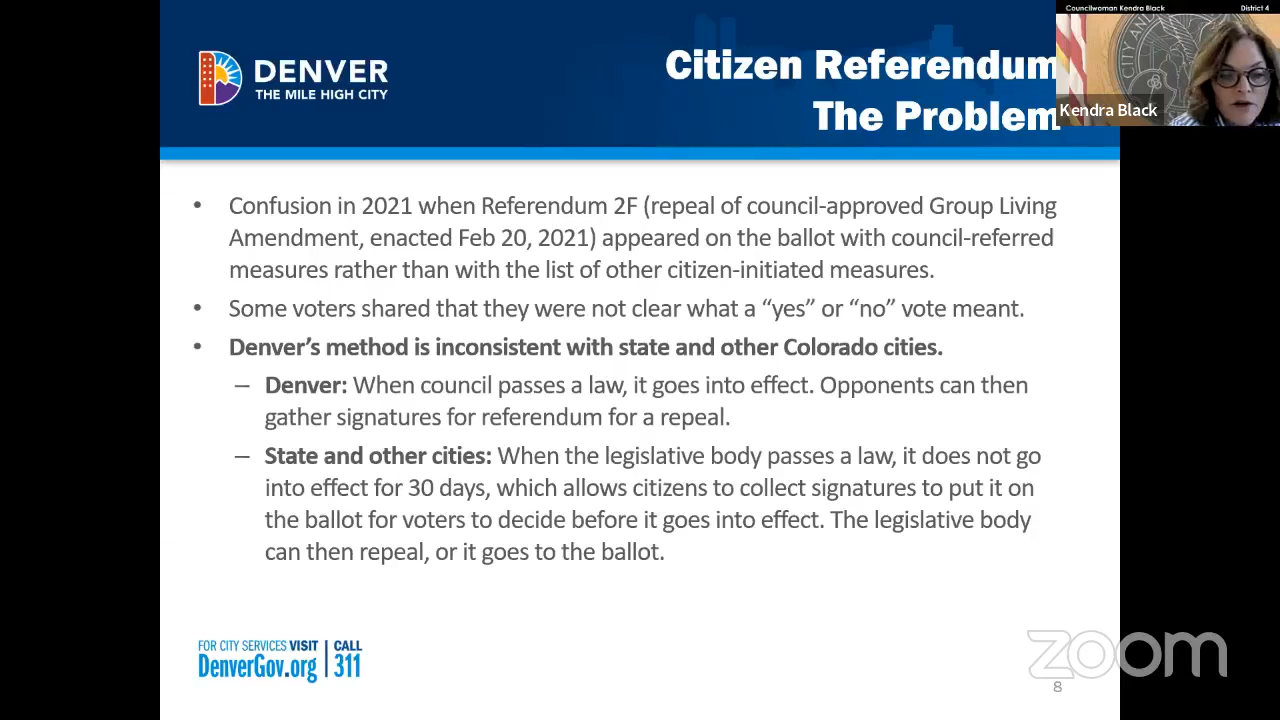 Councilwoman Kendra Black District 4
DENVER
THE MILE HIGH CITY
Citizen Referendum
The Problem
Kendra Black
• Confusion in 2021 when Referendum 2F (repeal of council-approved Group Living
Amendment, enacted Feb 20, 2021) appeared on the ballot with council-referred
measures rather than with the list of other citizen-initiated measures.
• Some voters shared that they were not clear what a “yes” or “no” vote meant.
• Denver’s method is inconsistent with state and other Colorado cities.
– Denver: When council passes a law, it goes into effect. Opponents can then
gather signatures for referendum for a repeal.
– State and other cities: When the legislative body passes a law, it does not go
into effect for 30 days, which allows citizens to collect signatures to put it on
the ballot for voters to decide before it goes into effect. The legislative body
can then repeal, or it goes to the ballot.
FOR CITY SERVICES VISIT CALL
DenverGov.org 311
zoom
8